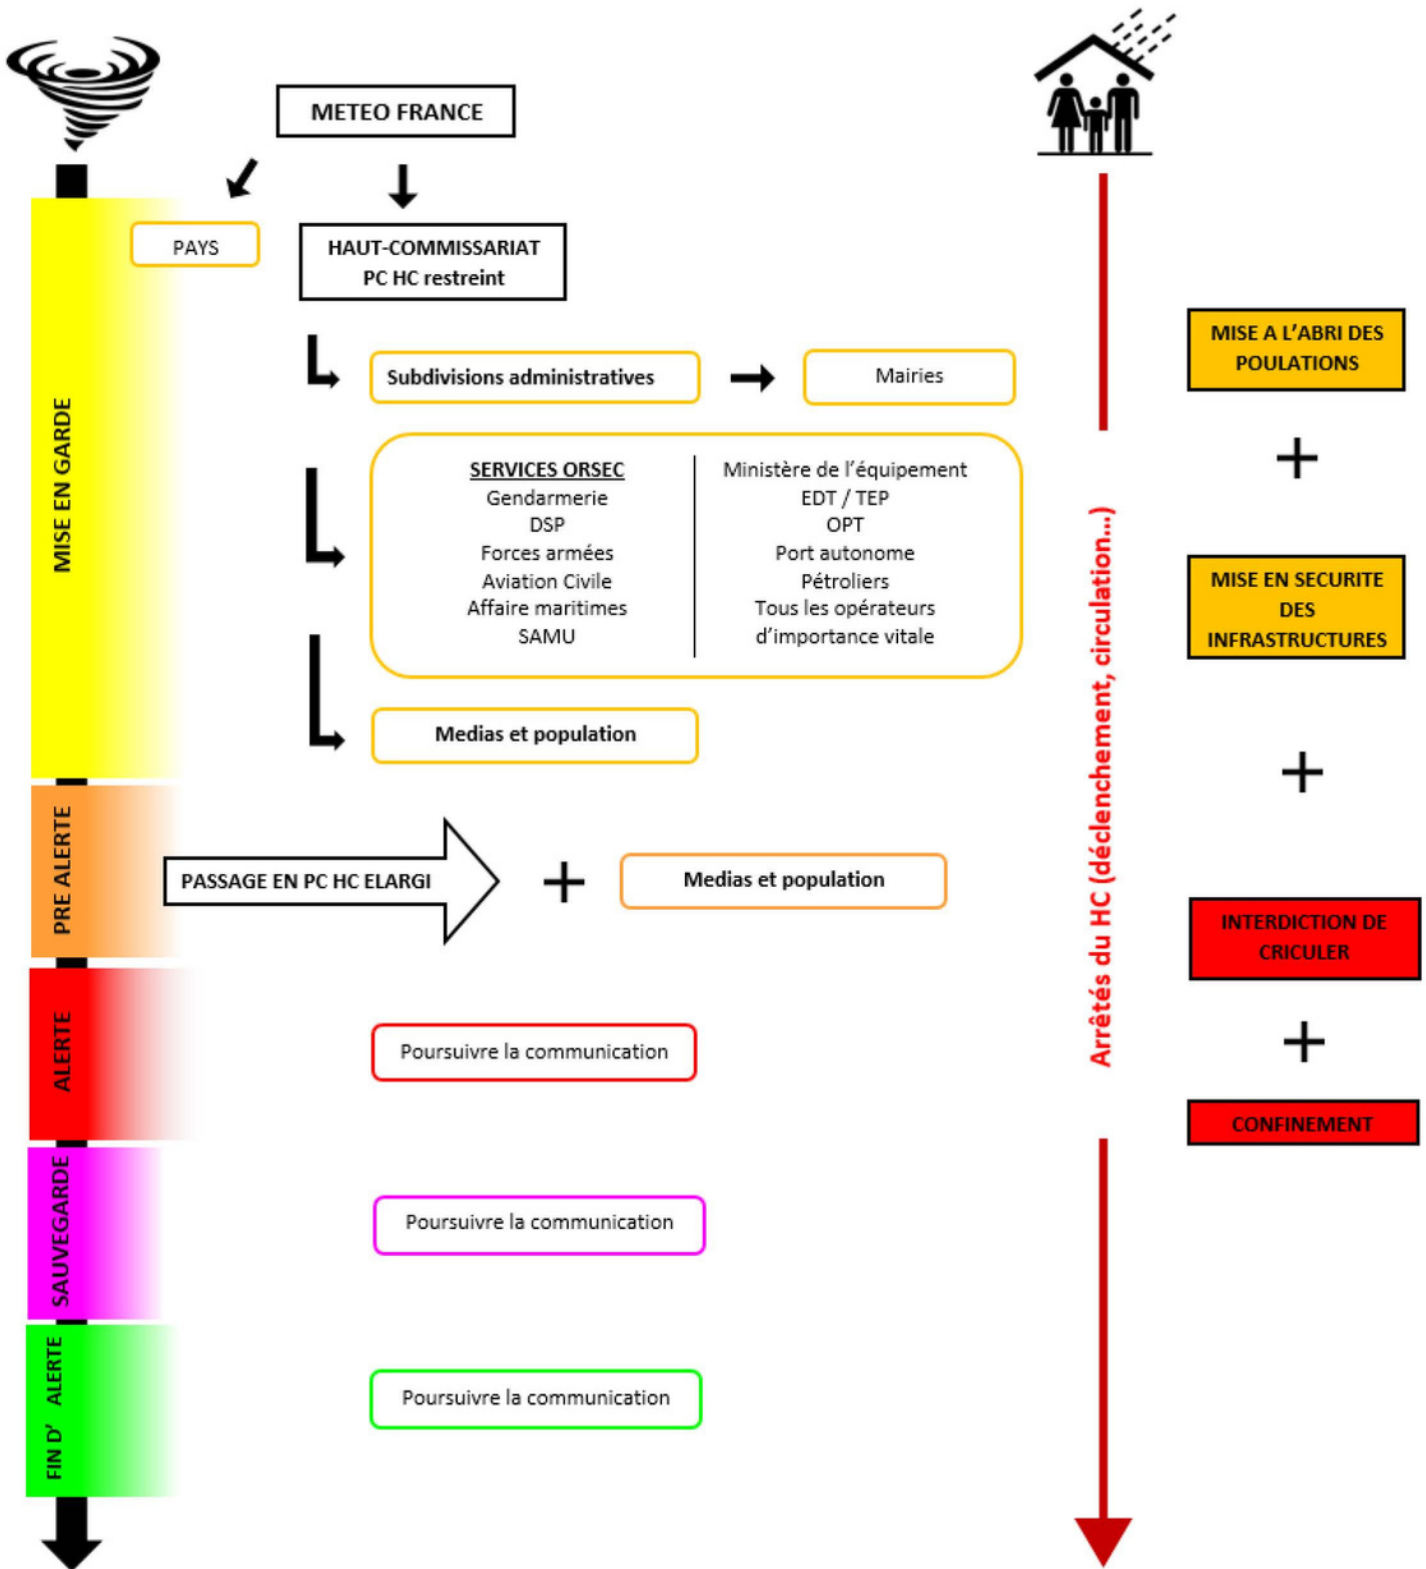 METEO FRANCE
PAYS
HAUT-COMMISSARIAT
PC HC restreint
MISE EN GARDE
Subdivisions administratives
Mairies
SERVICES ORSEC
Gendarmerie
DSP
Forces armées
Aviation Civile
Affaire maritimes
SAMU
Ministère de l’équipement
EDT / TEP
OPT
Port autonome
Pétroliers
Tous les opérateurs
d’importance vitale
Medias et population
PRE ALERTE
PASSAGE EN PC HC ELARGI
Medias et population
ALERTE
Poursuivre la communication
SAUVEGARDE
Poursuivre la communication
FIN D’ ALERTE
Poursuivre la communication
Arrêtés du HC (déclenchement, circulation...)
MISE A L’ABRI DES
POULATIONS
+
MISE EN SECURITE
DES
INFRASTRUCTURES
+
INTERDICTION DE
CRICULER
+
CONFINEMENT